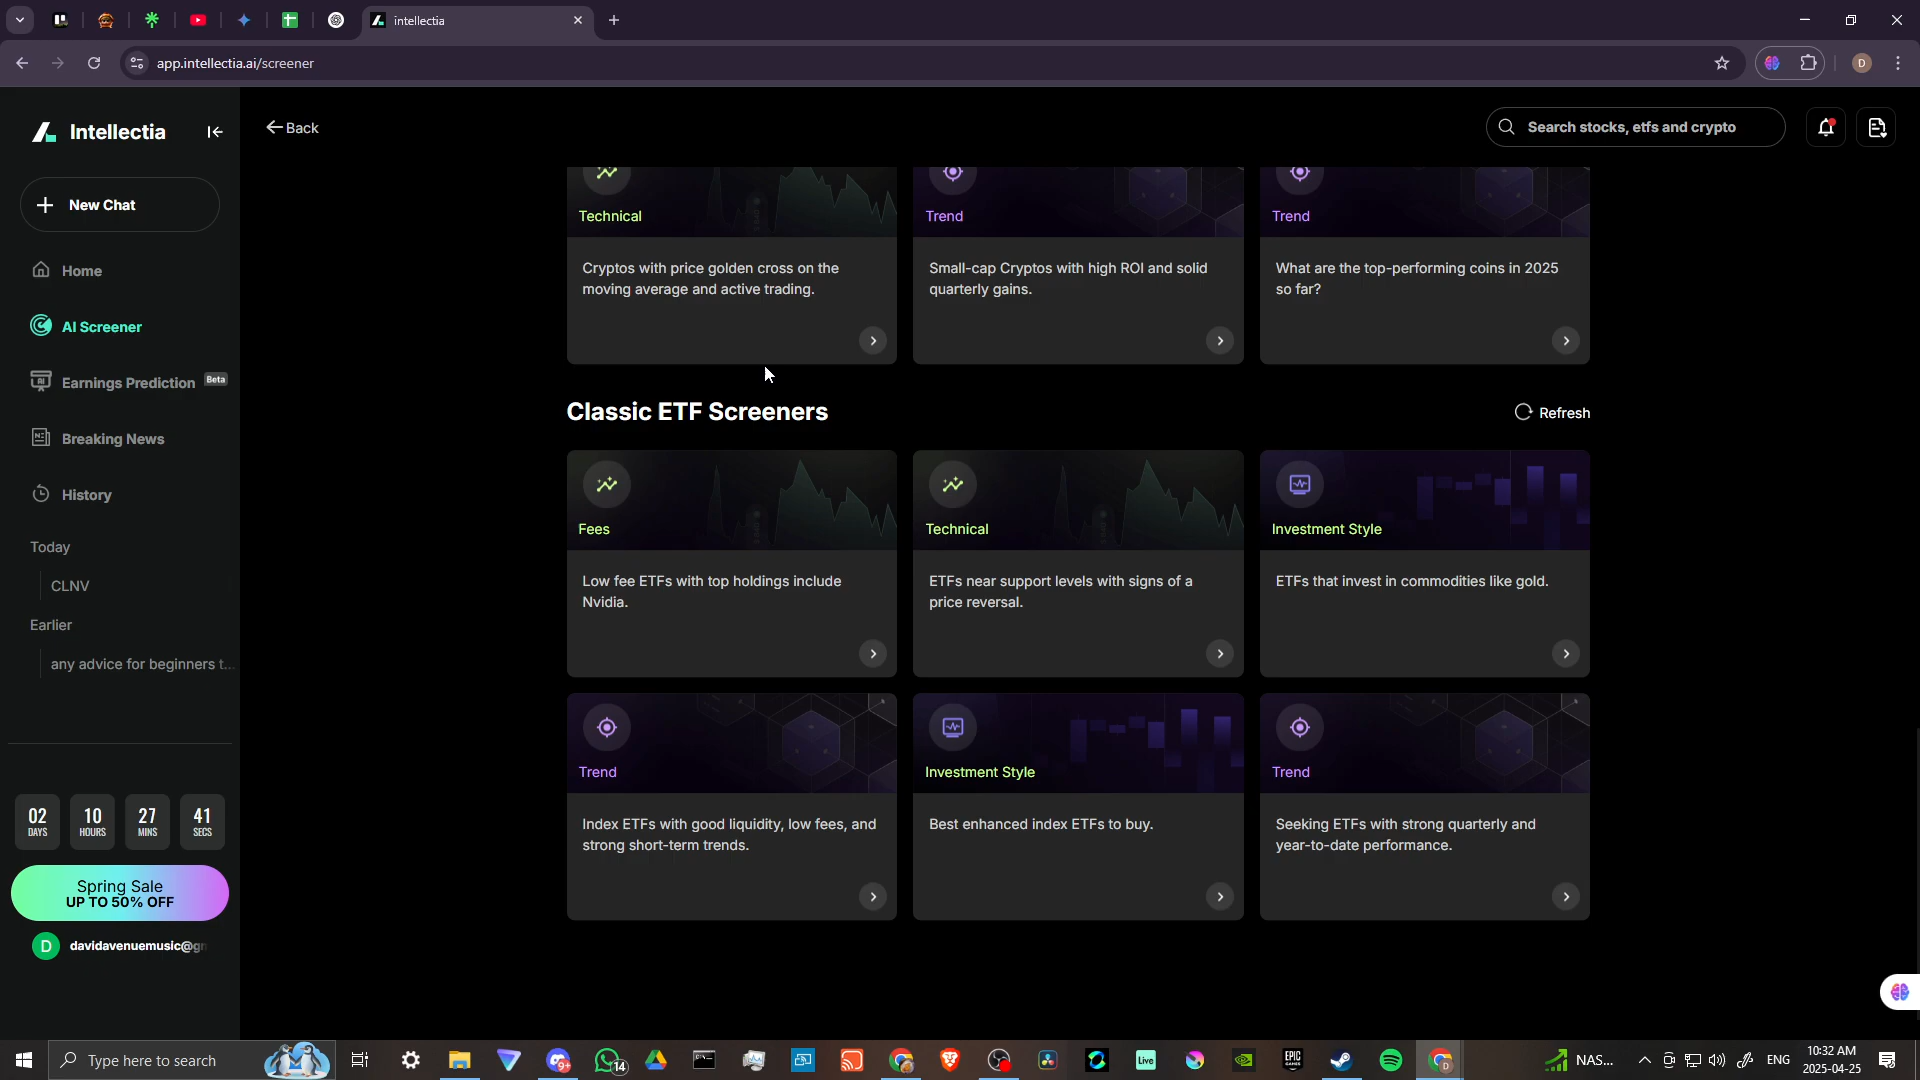 intellectia
app.intellectia.ai/screener
D
Intellectia
Back
Search stocks, etfs and crypto
New Chat
Home
AI Screener
Earnings Prediction Beta
Breaking News
History
Today
CLNV
Earlier
any advice for beginners t...
02 DAYS
10 HOURS
27 MINS
41 SECS
Spring Sale
UP TO 50% OFF
D davidavenuemusic@g
Technical
Cryptos with price golden cross on the
moving average and active trading.
Trend
Small-cap Cryptos with high ROI and solid
quarterly gains.
Trend
What are the top-performing coins in 2025
so far?
Classic ETF Screeners
Refresh
Fees
Low fee ETFs with top holdings include
Nvidia.
Technical
ETFs near support levels with signs of a
price reversal.
Investment Style
ETFs that invest in commodities like gold.
Trend
Index ETFs with good liquidity, low fees, and
strong short-term trends.
Investment Style
Best enhanced index ETFs to buy.
Trend
Seeking ETFs with strong quarterly and
year-to-date performance.
Type here to search
9+
14
Live
EPIC GAMES
D
NAS...
ENG
10:32 AM
2025-04-25